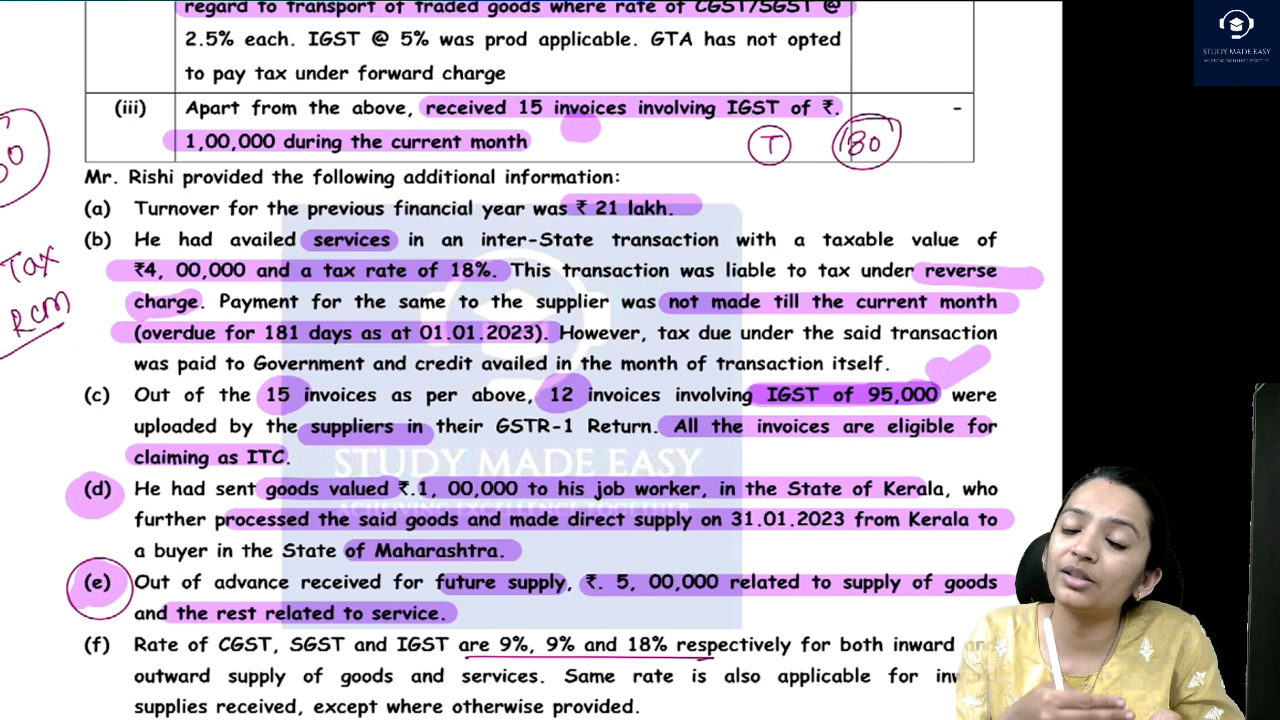 regard to transport of traded goods where rate of CGST/SGST @
2.5% each. IGST @ 5% was prod applicable. GTA has not opted
to pay tax under forward charge
(iii) Apart from the above, received 15 invoices involving IGST of ₹. -
1,00,000 during the current month
T 180
Mr. Rishi provided the following additional information:
(a) Turnover for the previous financial year was ₹ 21 lakh.
(b) He had availed services in an inter-State transaction with a taxable value of
₹4, 00,000 and a tax rate of 18%. This transaction was liable to tax under reverse
charge. Payment for the same to the supplier was not made till the current month
(overdue for 181 days as at 01.01.2023). However, tax due under the said transaction
was paid to Government and credit availed in the month of transaction itself.
Tax
RCM
(c) Out of the 15 invoices as per above, 12 invoices involving IGST of 95,000 were
uploaded by the suppliers in their GSTR-1 Return. All the invoices are eligible for
claiming as ITC.
(d) He had sent goods valued ₹.1, 00,000 to his job worker, in the State of Kerala, who
further processed the said goods and made direct supply on 31.01.2023 from Kerala to
a buyer in the State of Maharashtra.
(e) Out of advance received for future supply, ₹. 5, 00,000 related to supply of goods
and the rest related to service.
(f) Rate of CGST, SGST and IGST are 9%, 9% and 18% respectively for both inward
outward supply of goods and services. Same rate is also applicable for
supplies received, except where otherwise provided.
STUDY MADE EASY
ACHIEVING EXCELLENCE TOGETHER
STUDY MADE EASY